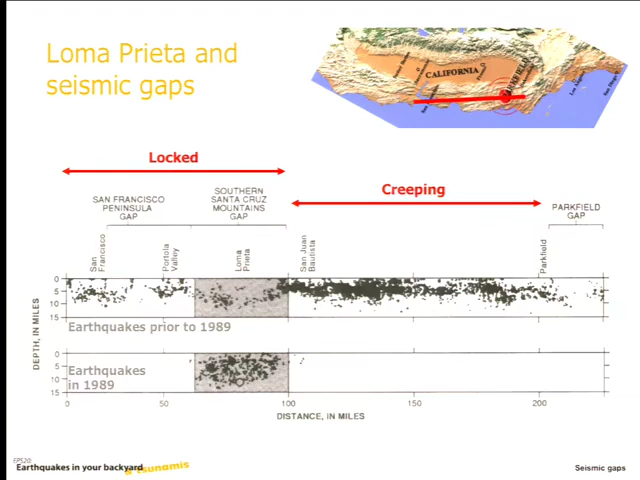 Loma Prieta and
seismic gaps
CALIFORNIA
Locked
Creeping
SAN FRANCISCO
PENINSULA
GAP
SOUTHERN
SANTA CRUZ
MOUNTAINS
GAP
PARKFIELD
GAP
San
Francisco
Portola
Valley
Loma
Prieta
San Juan
Bautista
Parkfield
0
5
10
15
Earthquakes prior to 1989
DEPTH, IN MILES
0
5
10
15
Earthquakes
in 1989
0 50 100 150 200
DISTANCE, IN MILES
EPS20:
Earthquakes in your backyard
& tsunamis
Seismic gaps